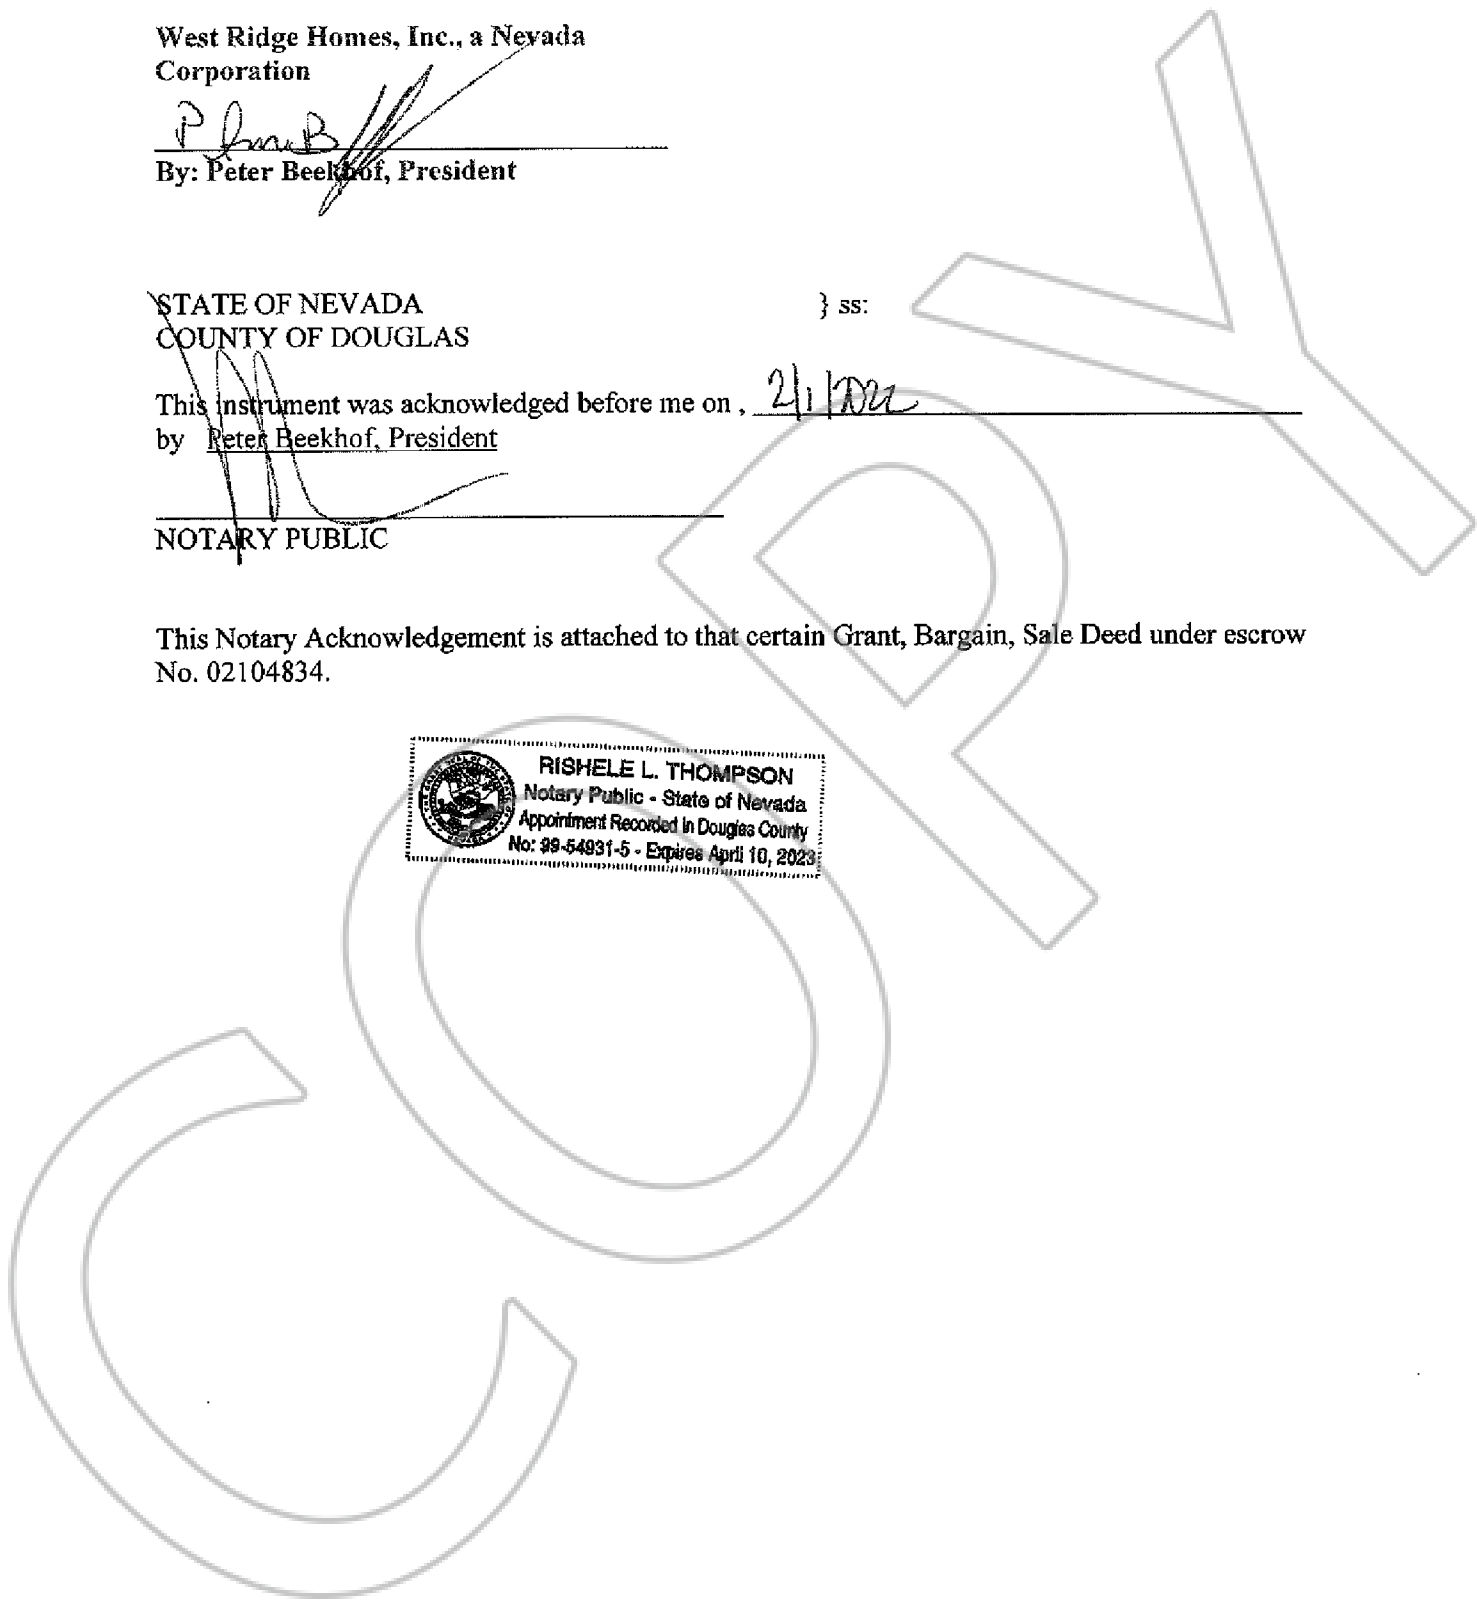 West Ridge Homes, Inc., a Nevada
Corporation
By: Peter Beekhof, President
STATE OF NEVADA } ss:
COUNTY OF DOUGLAS
This instrument was acknowledged before me on , 2/1/2022
by Peter Beekhof, President
NOTARY PUBLIC
This Notary Acknowledgement is attached to that certain Grant, Bargain, Sale Deed under escrow
No. 02104834.
RISHELE L. THOMPSON
Notary Public - State of Nevada
Appointment Recorded in Douglas County
No: 99-54931-5 - Expires April 10, 2023
COPY